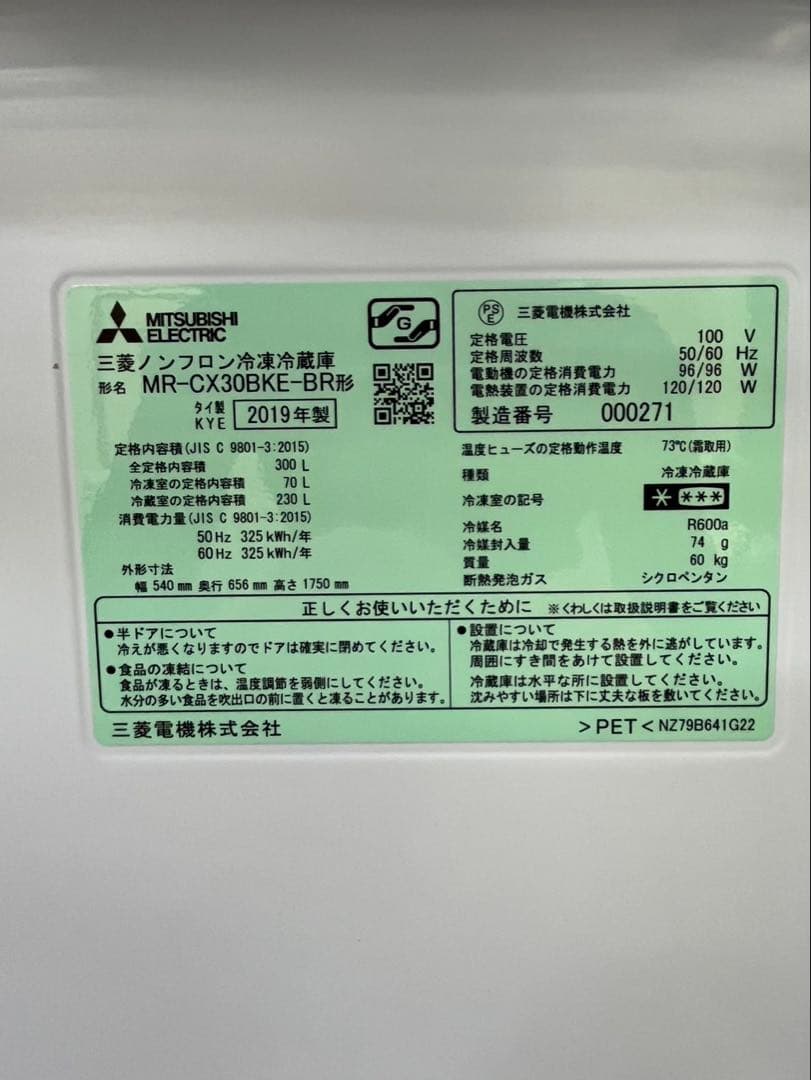 MITSUBISHI
ELECTRIC
G
三菱ノンフロン冷凍冷蔵庫
形名 MR-CX30BKE-BR形
タイ製
KYE
2019年製
定格内容積(JIS C 9801-3:2015)
全定格内容積 300 L
冷凍室の定格内容積 70 L
冷蔵室の定格内容積 230 L
消費電力量(JIS C 9801-3:2015)
50Hz 325kWh/年
60Hz 325kWh/年
外形寸法
幅 540 mm 奥行 656 mm 高さ 1750 mm
PSE 三菱電機株式会社
定格電圧 100 V
定格周波数 50/60 Hz
電動機の定格消費電力 96/96 W
電熱装置の定格消費電力 120/120 W
製造番号 000271
温度ヒューズの定格動作温度 73℃(霜取用)
種類 冷凍冷蔵庫
冷凍室の記号 * ***
冷媒名 R600a
冷媒封入量 74 g
質量 60 kg
断熱発泡ガス シクロペンタン
正しくお使いいただくために ※くわしくは取扱説明書をご覧ください
●半ドアについて
冷えが悪くなりますのでドアは確実に閉めてください。
●食品の凍結について
食品が凍るときは、温度調節を弱側にしてください。
水分の多い食品を吹出口の前に置くと凍ることがあります。
●設置について
冷蔵庫は冷却で発生する熱を外に逃がしています。
周囲にすき間をあけて設置してください。
冷蔵庫は水平な所に設置してください。
沈みやすい場所は下に丈夫な板を敷いてください。
三菱電機株式会社
>PET< NZ79B641G22